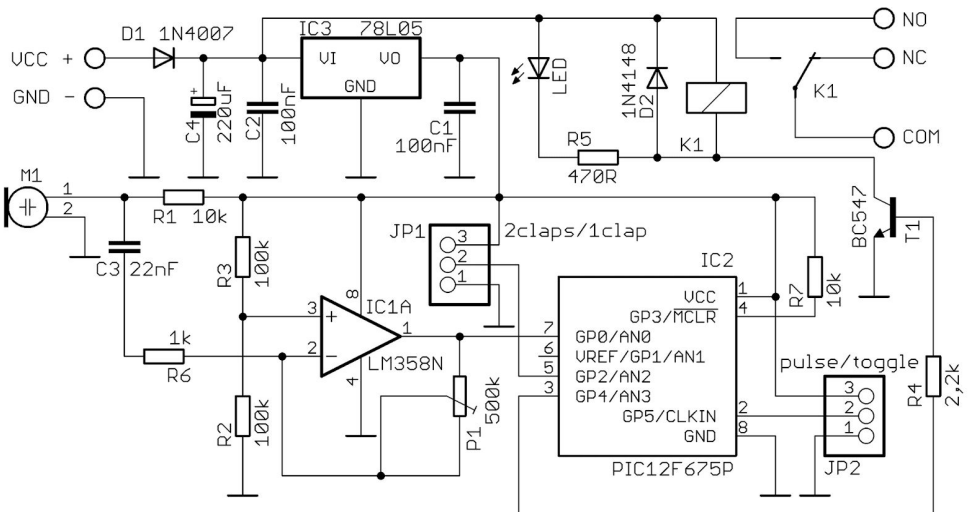 D1 1N4007
IC3 78L05
VI VO
GND
VCC +
GND -
+
C4
220uF
C2
100nF
C1
100nF
LED
1N4148
D2
R5
470R
K1
K1
NO
NC
COM
M1
1
2
R1 10k
C3 22nF
R3
100k
R2
100k
1k
R6
3
+
2
-
8
4
1
IC1A
LM358N
P1
500k
JP1
3
2
1
2claps/1clap
IC2
VCC
GP3/MCLR
GP0/AN0
VREF/GP1/AN1
GP2/AN2
GP4/AN3
GP5/CLKIN
GND
7
6
5
3
1
4
2
8
PIC12F675P
R7
10k
BC547
T1
pulse/toggle
3
2
1
JP2
R4
2,2k